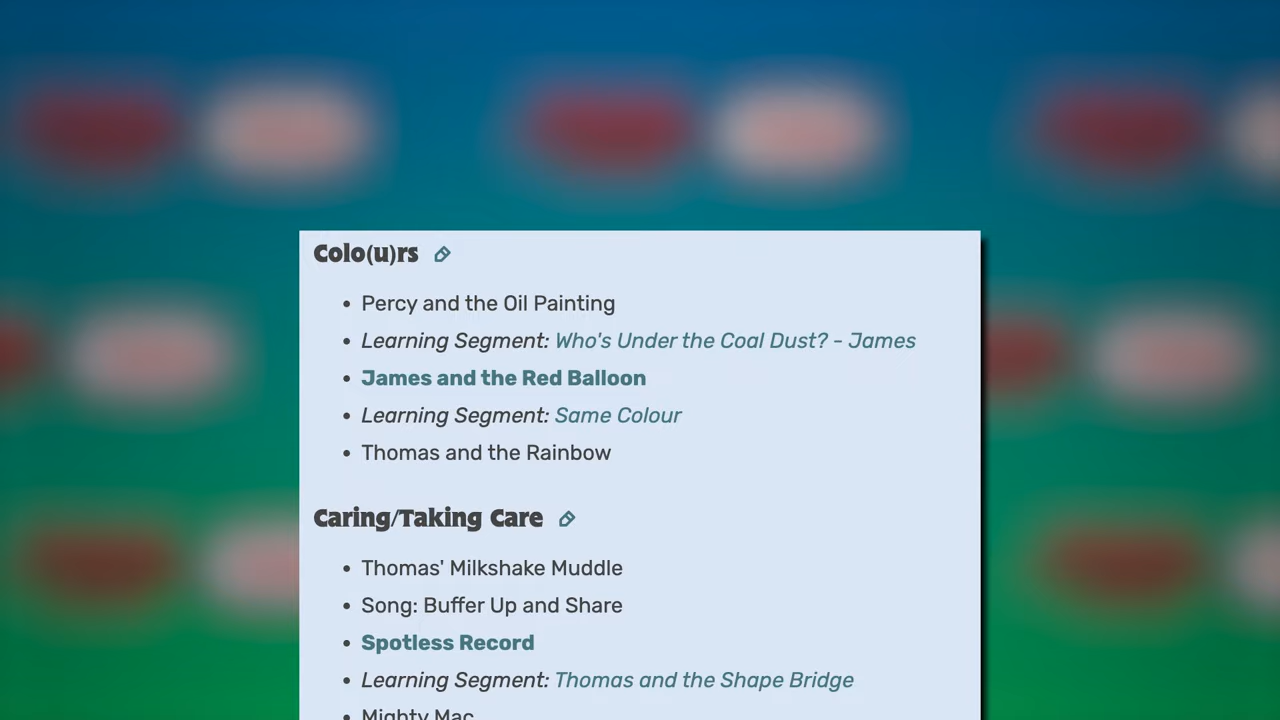 Colo(u)rs
Percy and the Oil Painting
Learning Segment: Who's Under the Coal Dust? - James
James and the Red Balloon
Learning Segment: Same Colour
Thomas and the Rainbow
Caring/Taking Care
Thomas' Milkshake Muddle
Song: Buffer Up and Share
Spotless Record
Learning Segment: Thomas and the Shape Bridge
Mighty Mac